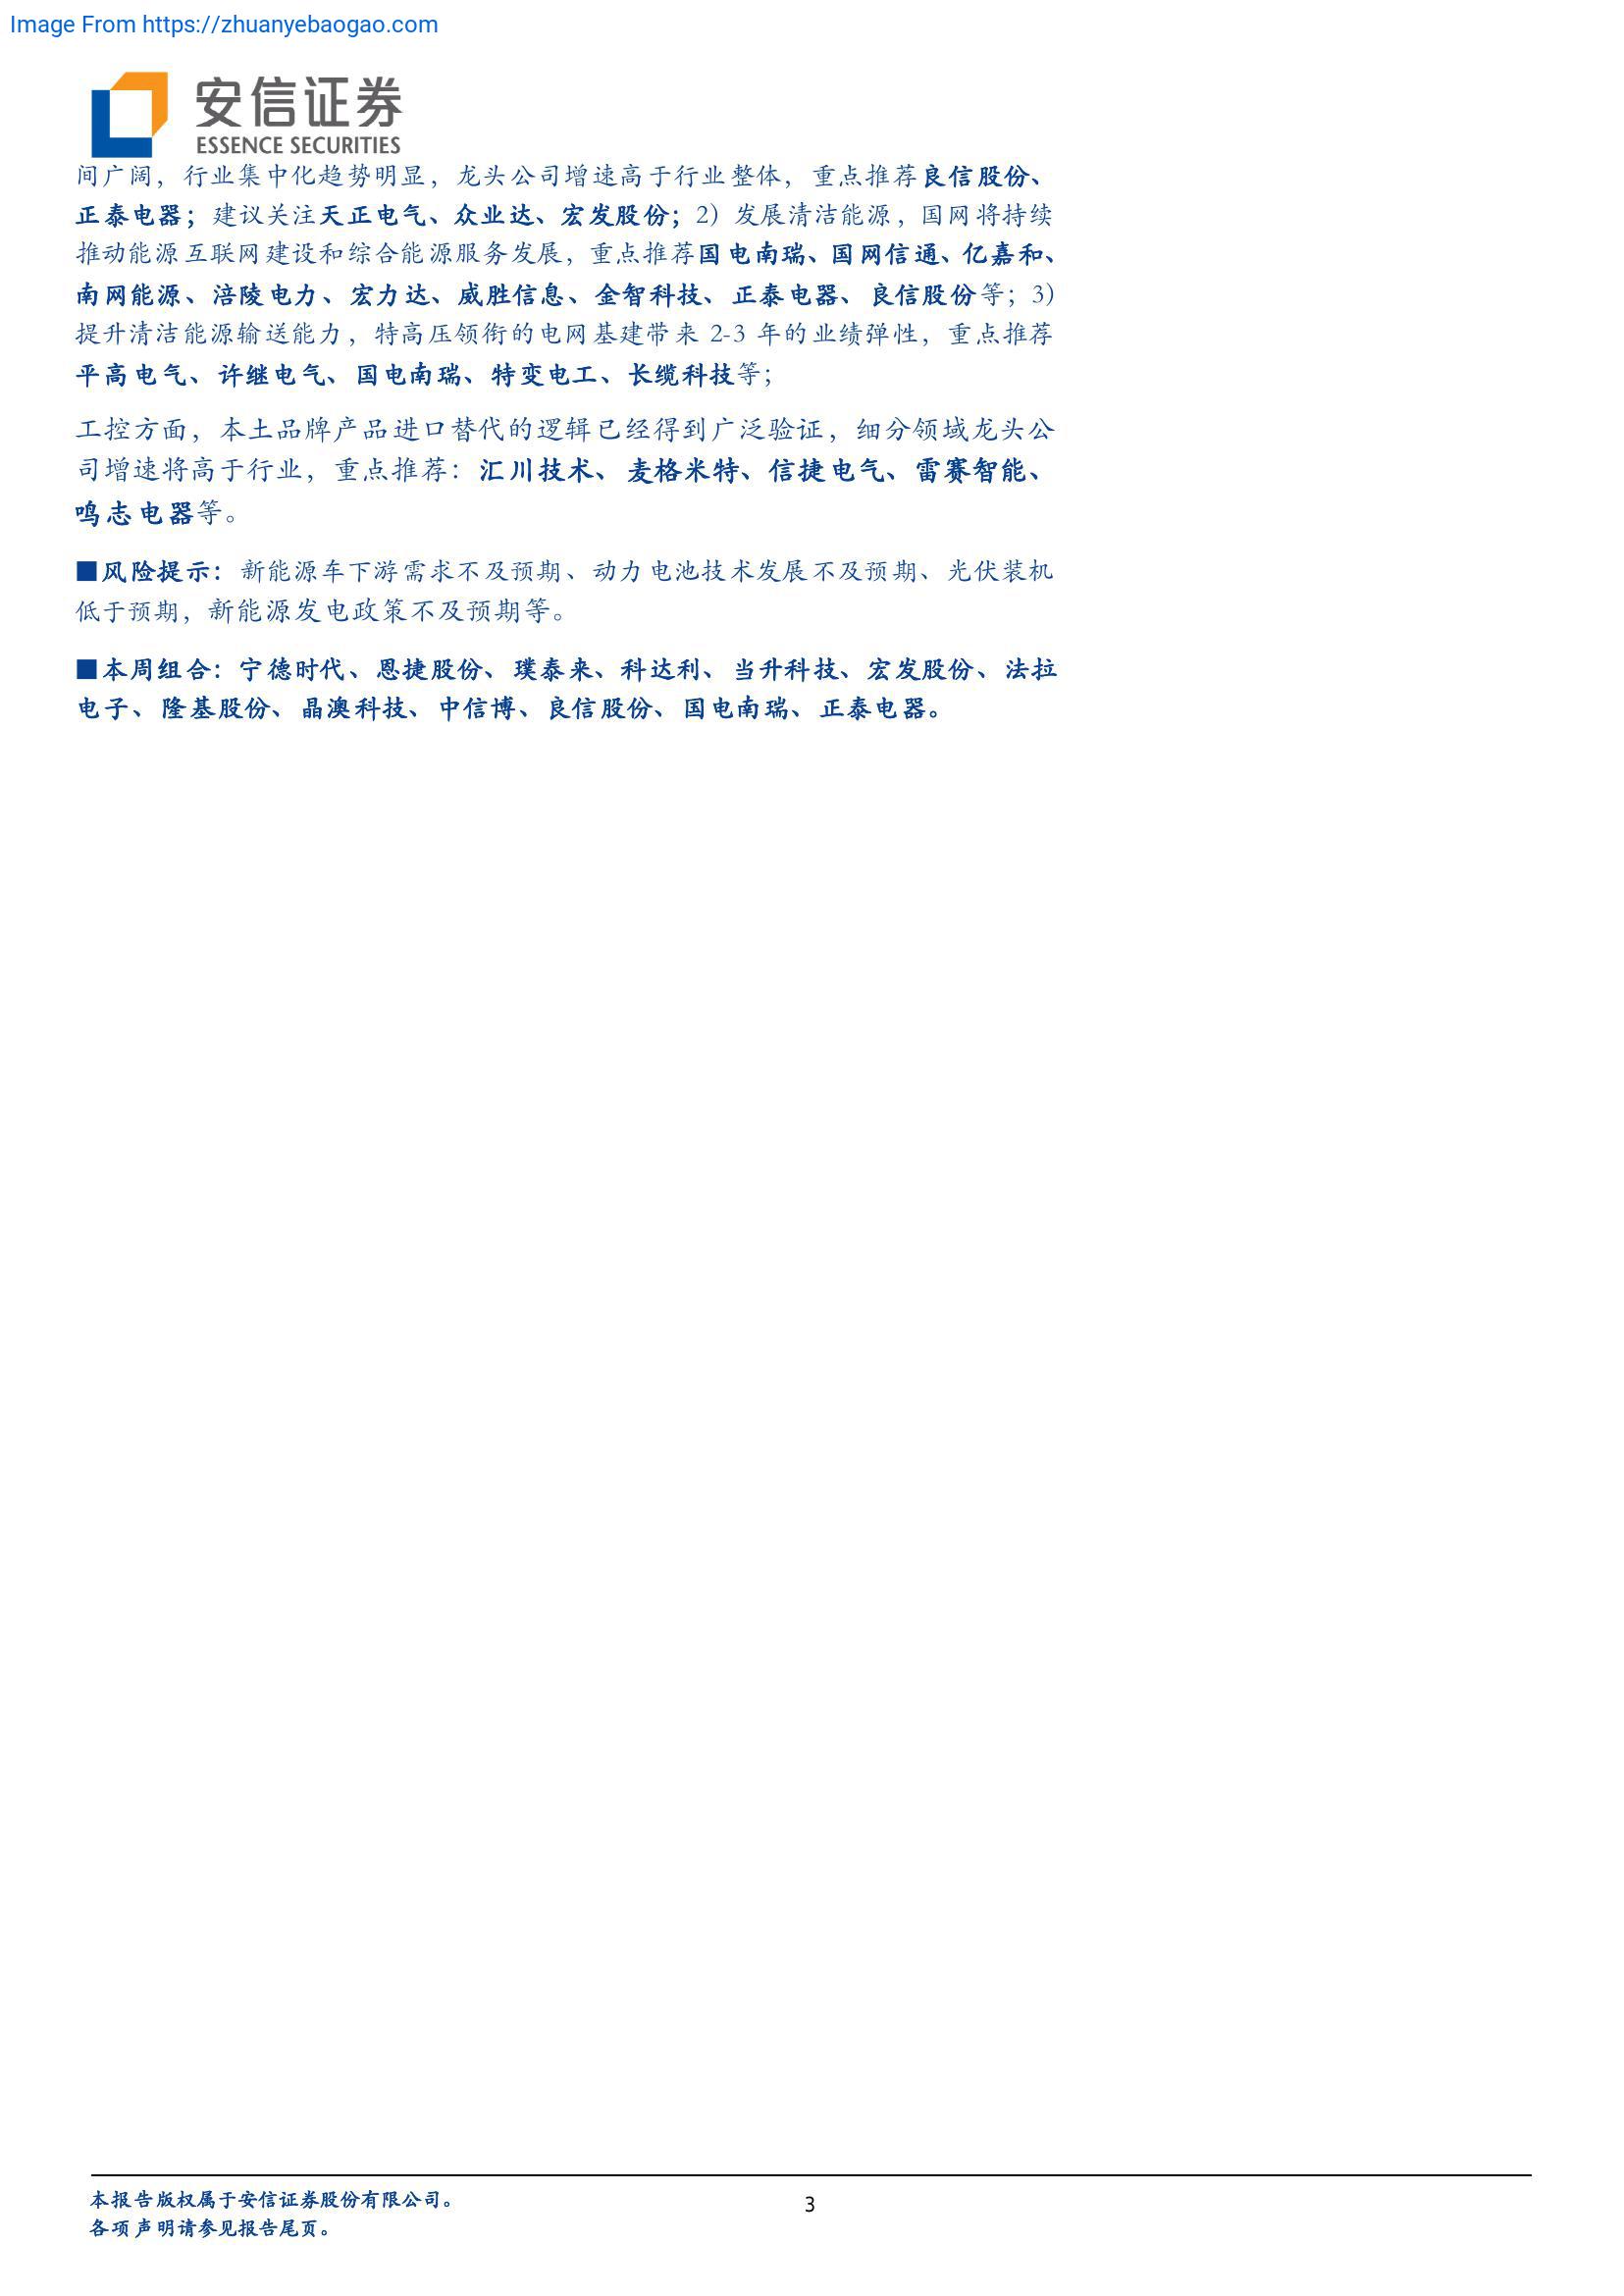 Image From https://zhuanyebaogao.com
安信证券
ESSENCE SECURITIES
间广阔，行业集中化趋势明显，龙头公司增速高于行业整体，重点推荐良信股份、
正泰电器；建议关注天正电气、众业达、宏发股份；2）发展清洁能源，国网将持续
推动能源互联网建设和综合能源服务发展，重点推荐国电南瑞、国网信通、亿嘉和、
南网能源、涪陵电力、宏力达、威胜信息、金智科技、正泰电器、良信股份等；3）
提升清洁能源输送能力，特高压领衔的电网基建带来 2-3 年的业绩弹性，重点推荐
平高电气、许继电气、国电南瑞、特变电工、长缆科技等；
工控方面，本土品牌产品进口替代的逻辑已经得到广泛验证，细分领域龙头公
司增速将高于行业，重点推荐：汇川技术、麦格米特、信捷电气、雷赛智能、
鸣志电器等。
■风险提示：新能源车下游需求不及预期、动力电池技术发展不及预期、光伏装机
低于预期，新能源发电政策不及预期等。
■本周组合：宁德时代、恩捷股份、璞泰来、科达利、当升科技、宏发股份、法拉
电子、隆基股份、晶澳科技、中信博、良信股份、国电南瑞、正泰电器。
本报告版权属于安信证券股份有限公司。
各项声明请参见报告尾页。
3